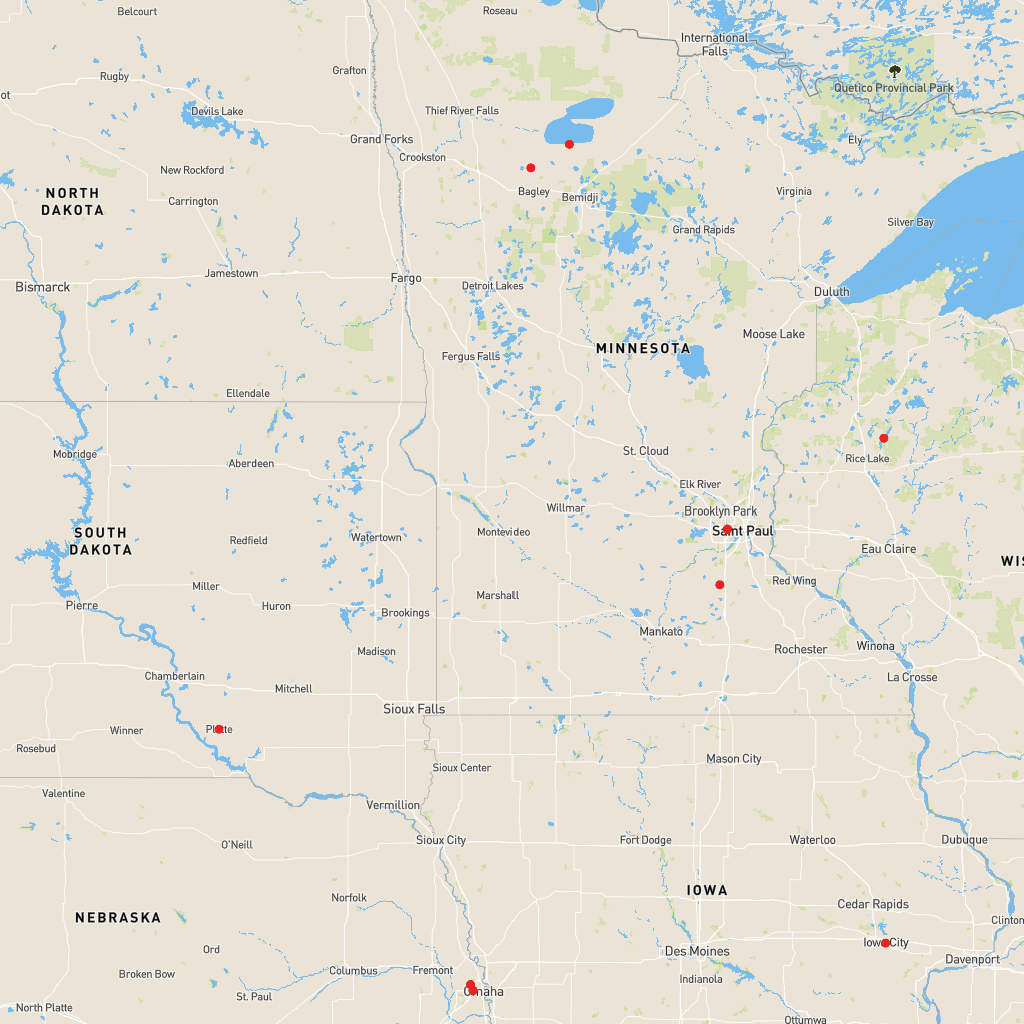 Belcourt
Roseau
International
Falls
Rugby
Grafton
Quetico Provincial Park
ot
Devils Lake
Thief River Falls
Grand Forks
Ely
Crookston
New Rockford
NORTH
DAKOTA
Carrington
Bagley
Bemidji
Virginia
Silver Bay
Grand Rapids
Jamestown
Fargo
Bismarck
Detroit Lakes
Duluth
Moose Lake
MINNESOTA
Fergus Falls
Ellendale
Mobridge
Aberdeen
St. Cloud
Rice Lake
Elk River
Willmar
Brooklyn Park
SOUTH
DAKOTA
Redfield
Watertown
Montevideo
Saint Paul
Eau Claire
WIS
Miller
Red Wing
Pierre
Huron
Brookings
Marshall
Mankato
Madison
Rochester
Winona
Chamberlain
La Crosse
Mitchell
Sioux Falls
Winner
Platte
Rosebud
Sioux Center
Mason City
Valentine
Vermillion
O'Neill
Sioux City
Fort Dodge
Waterloo
Dubuque
IOWA
Norfolk
Cedar Rapids
NEBRASKA
Clinton
Ord
Iowa City
Des Moines
Davenport
Broken Bow
Columbus
Fremont
Indianola
St. Paul
Omaha
North Platte
Ottumwa